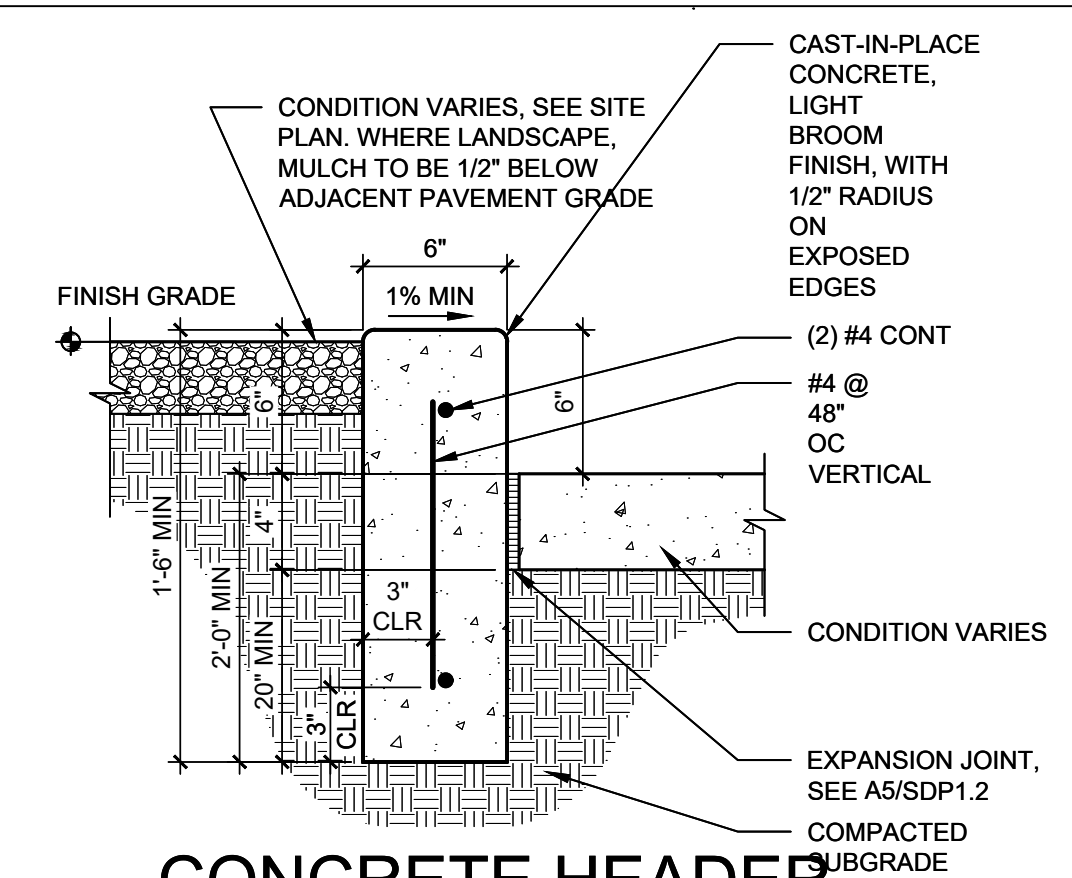 CAST-IN-PLACE
CONCRETE,
LIGHT
BROOM
FINISH, WITH
1/2" RADIUS
ON
EXPOSED
EDGES
CONDITION VARIES, SEE SITE
PLAN. WHERE LANDSCAPE,
MULCH TO BE 1/2" BELOW
ADJACENT PAVEMENT GRADE
6"
FINISH GRADE
1% MIN
(2) #4 CONT
#4 @
48"
OC
VERTICAL
6"
6"
4"
1'-6" MIN
2'-0" MIN
20" MIN
3"
CLR
3"
CLR
CONDITION VARIES
EXPANSION JOINT,
SEE A5/SDP1.2
COMPACTED
SUBGRADE
CONCRETE HEADER